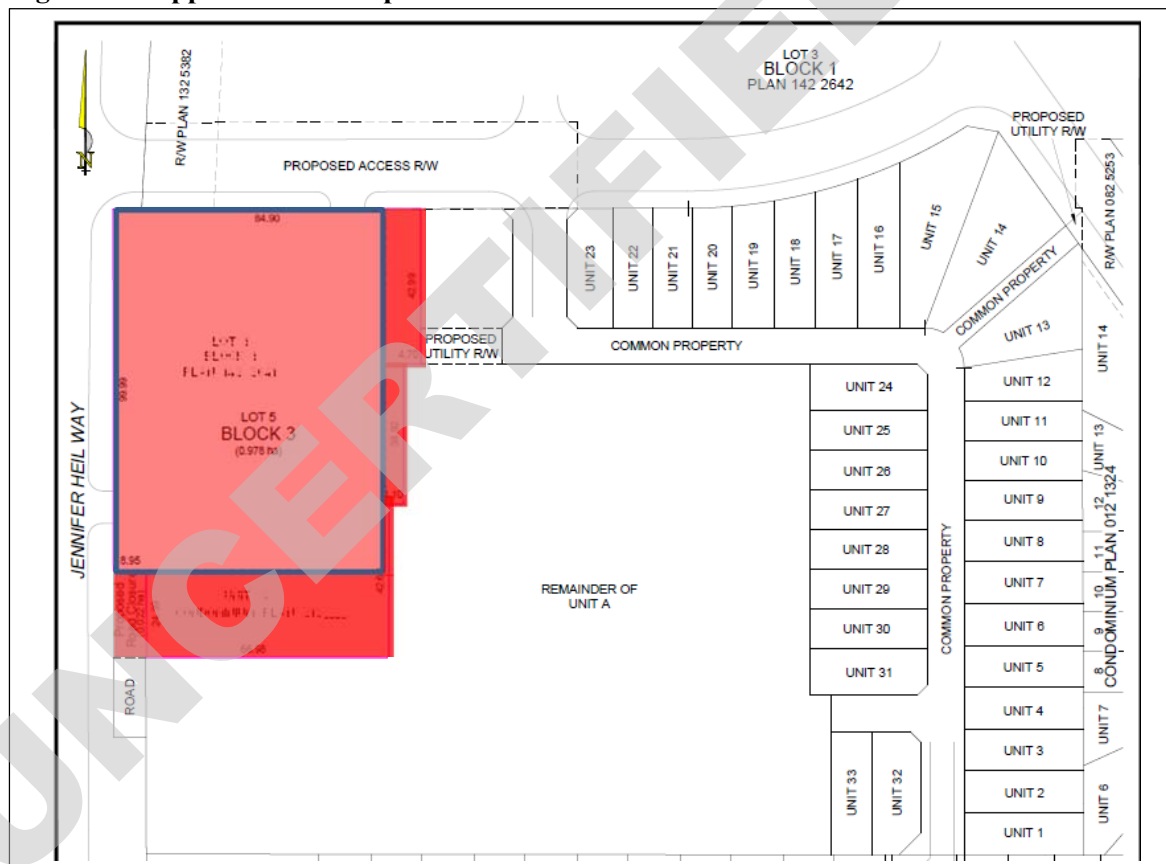 LOT 3
BLOCK 1
PLAN 142 2642
R/W PLAN 132 5382
PROPOSED ACCESS R/W
PROPOSED
UTILITY R/W
R/W PLAN 082 5253
N
84.90
42.99
4.70
99.99
LOT 5
BLOCK 3
(0.976 ha)
JENNIFER HEIL WAY
Proposed
Road Closure
ROAD
PROPOSED
UTILITY R/W
COMMON PROPERTY
UNIT 23
UNIT 22
UNIT 21
UNIT 20
UNIT 19
UNIT 18
UNIT 17
UNIT 16
UNIT 15
UNIT 14
COMMON PROPERTY
UNIT 13
UNIT 12
UNIT 11
UNIT 10
UNIT 9
UNIT 8
UNIT 7
UNIT 6
UNIT 5
UNIT 4
UNIT 3
UNIT 2
UNIT 1
UNIT 24
UNIT 25
UNIT 26
UNIT 27
UNIT 28
UNIT 29
UNIT 30
UNIT 31
UNIT 33
UNIT 32
COMMON PROPERTY
REMAINDER OF
UNIT A
UNIT 14
UNIT 13
12
11
10
9
8
UNIT 7
UNIT 6
CONDOMINIUM PLAN 012 1324
UNCERTIFIE